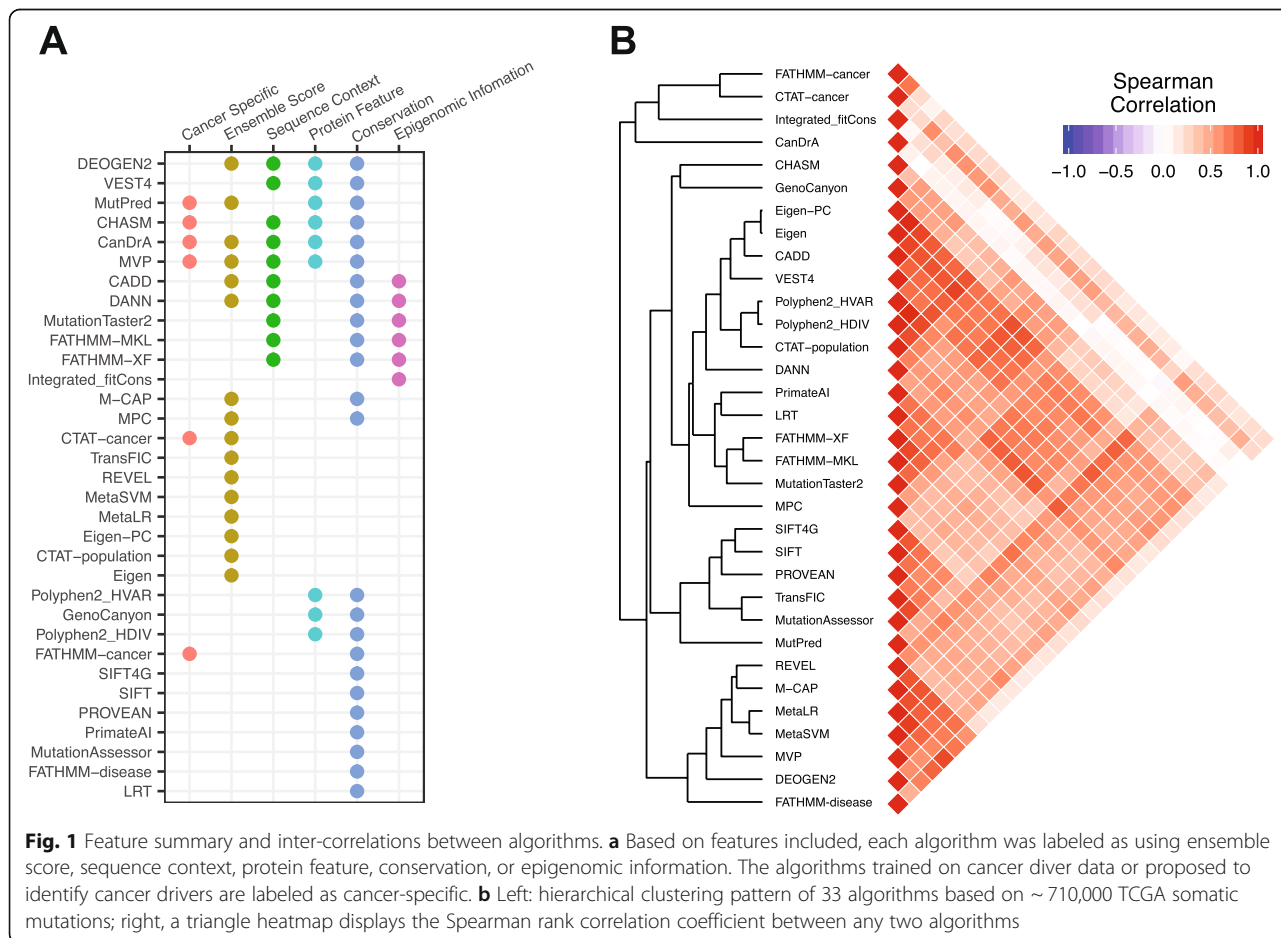 A
Cancer Specific
Ensemble Score
Sequence Context
Protein Feature
Conservation
Epigenomic Infomation
DEOGEN2
VEST4
MutPred
CHASM
CanDrA
MVP
CADD
DANN
MutationTaster2
FATHMM-MKL
FATHMM-XF
Integrated_fitCons
M-CAP
MPC
CTAT-cancer
TransFIC
REVEL
MetaSVM
MetaLR
Eigen-PC
CTAT-population
Eigen
Polyphen2_HVAR
GenoCanyon
Polyphen2_HDIV
FATHMM-cancer
SIFT4G
SIFT
PROVEAN
PrimateAI
MutationAssessor
FATHMM-disease
LRT
B
FATHMM-cancer
CTAT-cancer
Integrated_fitCons
CanDrA
CHASM
GenoCanyon
Eigen-PC
Eigen
CADD
VEST4
Polyphen2_HVAR
Polyphen2_HDIV
CTAT-population
DANN
PrimateAI
LRT
FATHMM-XF
FATHMM-MKL
MutationTaster2
MPC
SIFT4G
SIFT
PROVEAN
TransFIC
MutationAssessor
MutPred
REVEL
M-CAP
MetaLR
MetaSVM
MVP
DEOGEN2
FATHMM-disease
Spearman
Correlation
-1.0 -0.5 0.0 0.5 1.0
Fig. 1 Feature summary and inter-correlations between algorithms. a Based on features included, each algorithm was labeled as using ensemble
score, sequence context, protein feature, conservation, or epigenomic information. The algorithms trained on cancer diver data or proposed to
identify cancer drivers are labeled as cancer-specific. b Left: hierarchical clustering pattern of 33 algorithms based on ~ 710,000 TCGA somatic
mutations; right, a triangle heatmap displays the Spearman rank correlation coefficient between any two algorithms